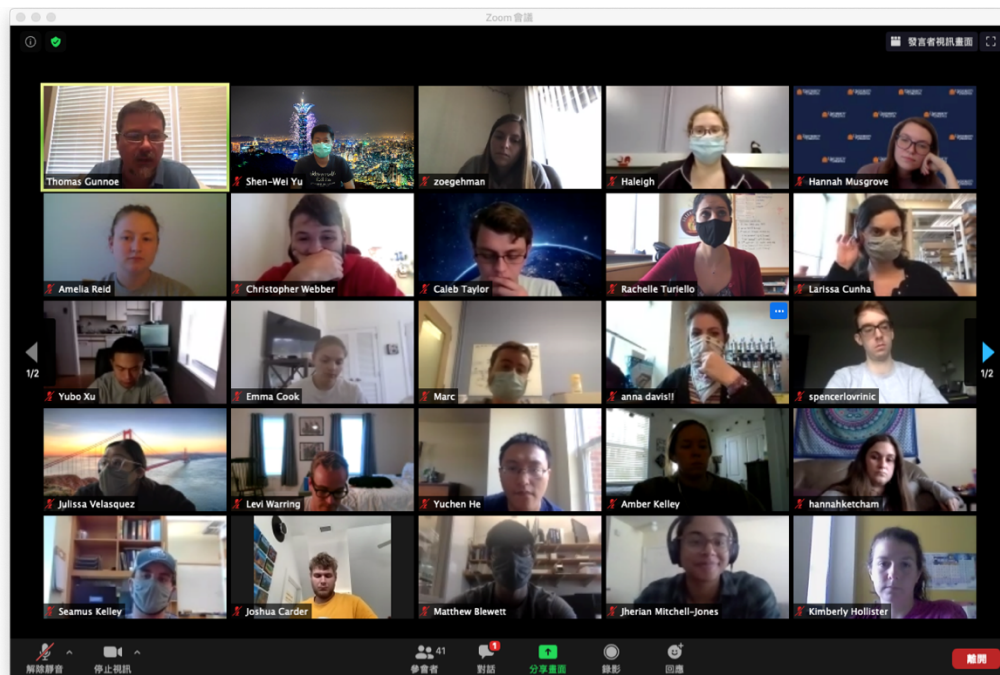 Zoom 會議
發言者視訊畫面
Thomas Gunnoe
Shen-Wei Yu
zoegehman
Haleigh
Hannah Musgrove
Amelia Reid
Christopher Webber
Caleb Taylor
Rachelle Turiello
Larissa Cunha
1/2
Yubo Xu
Emma Cook
Marc
anna davis!!
spencerlovrinic
1/2
Julissa Velasquez
Levi Warring
Yuchen He
Amber Kelley
hannahketcham
Seamus Kelley
Joshua Carder
Matthew Blewett
Jherian Mitchell-Jones
Kimberly Hollister
41
1
解除靜音
停止視訊
參會者
對話
分享畫面
錄影
回應
離開